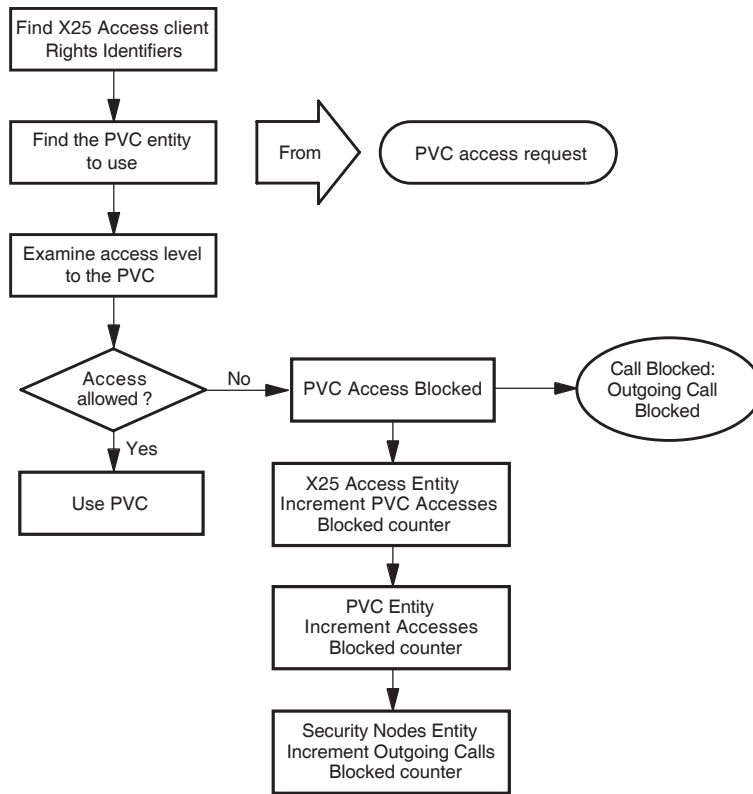 Find X25 Access client
Rights Identifiers
Find the PVC entity
to use
From
PVC access request
Examine access level
to the PVC
Access
allowed ?
No
PVC Access Blocked
Call Blocked:
Outgoing Call
Blocked
Yes
Use PVC
X25 Access Entity
Increment PVC Accesses
Blocked counter
PVC Entity
Increment Accesses
Blocked counter
Security Nodes Entity
Increment Outgoing Calls
Blocked counter